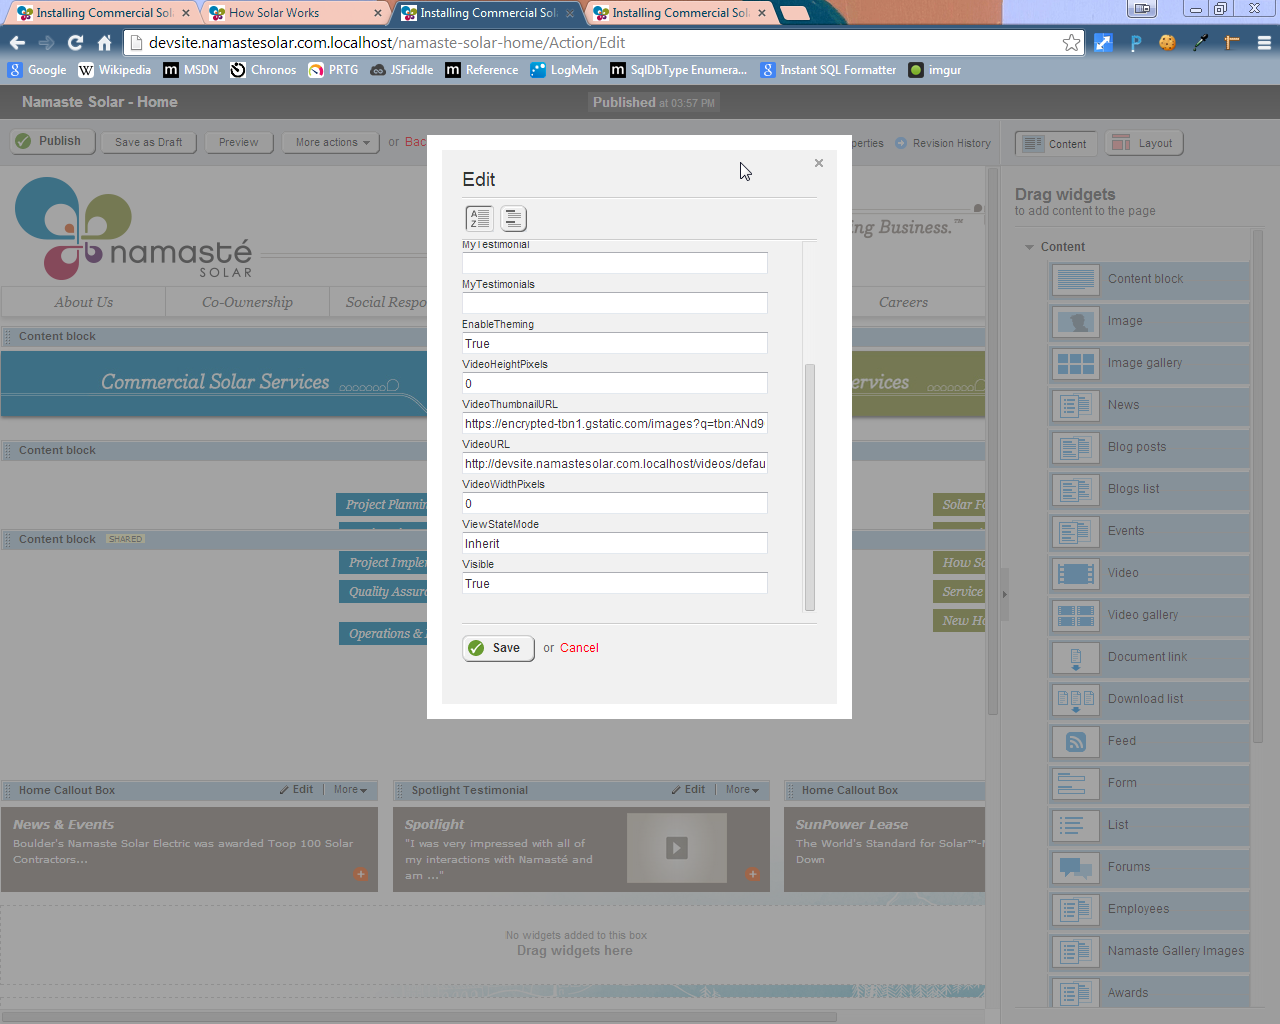 Installing Commercial Sol
How Solar Works
Installing Commercial Sol
Installing Commercial Sol
devsite.namastesolar.com.localhost/namaste-solar-home/Action/Edit
Google
Wikipedia
MSDN
Chronos
PRTG
JSFiddle
Reference
LogMeIn
SqlDbType Enumera...
Instant SQL Formatter
imgur
Namaste Solar - Home
Published at 03:57 PM
Publish
Save as Draft
Preview
More actions
or Bac
perties
Revision History
Content
Layout
namasté
SOLAR
ing Business.™
About Us
Co-Ownership
Social Respo
Careers
Content block
Commercial Solar Services
ervices
Content block
Project Plannin
Solar Fo
Content block SHARED
Project Implem
How So
Quality Assura
Service
Operations &
New Ho
Edit
A
Z
MyTestimonial
MyTestimonials
EnableTheming
True
VideoHeightPixels
0
VideoThumbnailURL
https://encrypted-tbn1.gstatic.com/images?q=tbn:ANd9
VideoURL
http://devsite.namastesolar.com.localhost/videos/defau
VideoWidthPixels
0
ViewStateMode
Inherit
Visible
True
Save or Cancel
Home Callout Box
Edit
More
Spotlight Testimonial
Edit
More
Home Callout Box
News & Events
Boulder's Namaste Solar Electric was awarded Toop 100 Solar
Contractors...
Spotlight
"I was very impressed with all of
my interactions with Namasté and
am ..."
SunPower Lease
The World's Standard for Solar™-
Down
No widgets added to this box
Drag widgets here
Drag widgets
to add content to the page
Content
Content block
Image
Image gallery
News
Blog posts
Blogs list
Events
Video
Video gallery
Document link
Download list
Feed
Form
List
Forums
Employees
Namaste Gallery Images
Awards